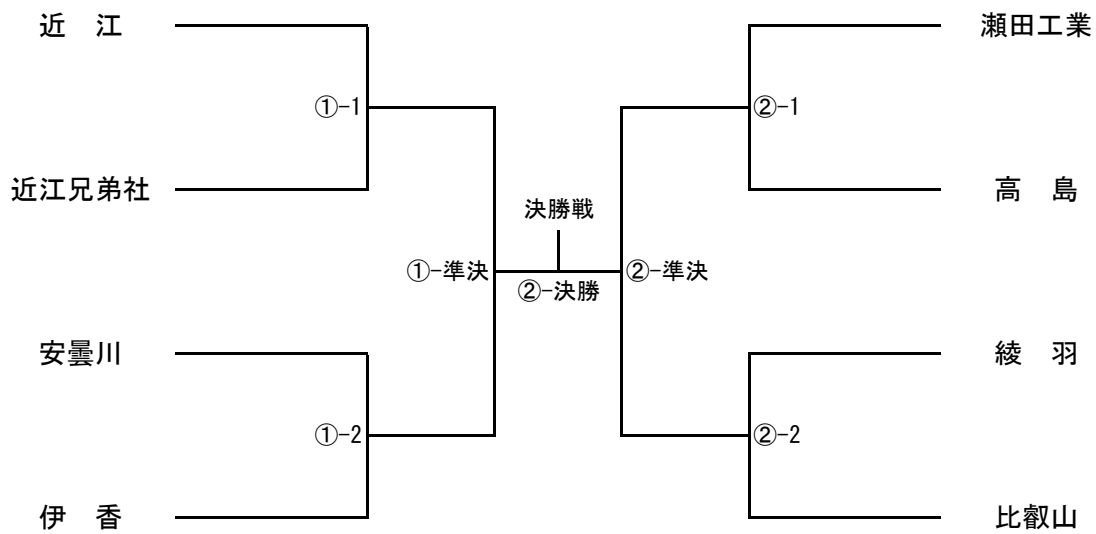 近　江
瀬田工業
①-1
②-1
近江兄弟社
高　島
決勝戦
①-準決
②-準決
②-決勝
安曇川
綾　羽
①-2
②-2
伊　香
比叡山